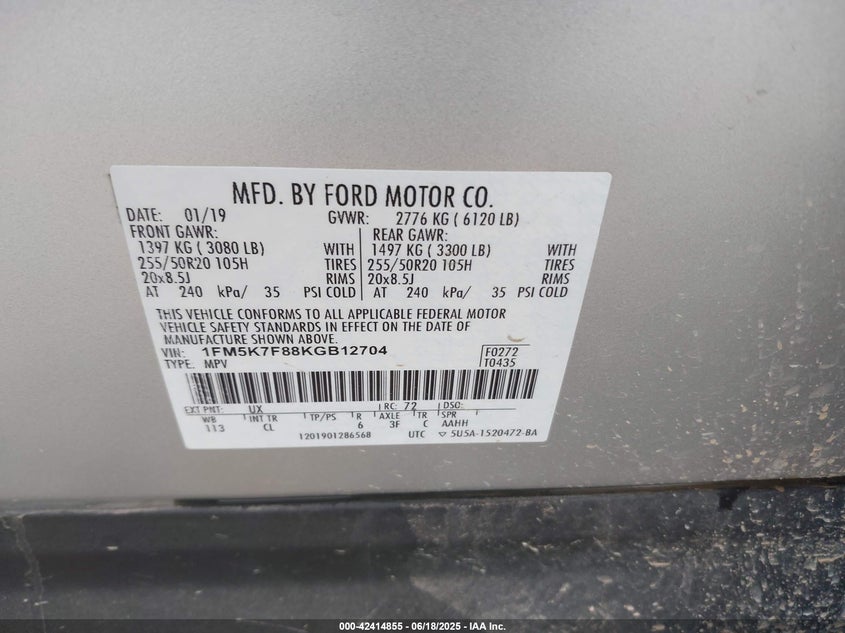 MFD. BY FORD MOTOR CO.
DATE: 01/19 GVWR: 2776 KG ( 6120 LB)
FRONT GAWR: REAR GAWR:
1397 KG ( 3080 LB) WITH 1497 KG ( 3300 LB) WITH
255/50R20 105H TIRES 255/50R20 105H TIRES
20x8.5J RIMS 20x8.5J RIMS
AT 240 kPa/ 35 PSI COLD AT 240 kPa/ 35 PSI COLD
THIS VEHICLE CONFORMS TO ALL APPLICABLE FEDERAL MOTOR
VEHICLE SAFETY STANDARDS IN EFFECT ON THE DATE OF
MANUFACTURE SHOWN ABOVE.
VIN: 1FM5K7F88KGB12704 F0272
TYPE: MPV T0435
EXT PNT: UX RC: 72 DSO:
WB INT TR TP/PS R AXLE TR SPR
113 CL 6 3F C AAHH
1201901286568 UTC ▽ 5U5A-1520472-BA
000-42414855 | 06/18/2025 - IAA Inc.